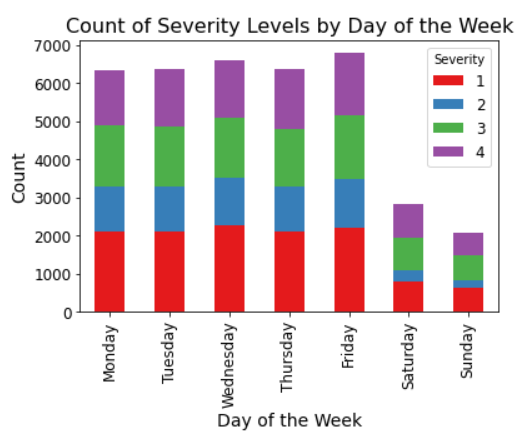 Count of Severity Levels by Day of the Week
Severity
1
2
3
4
7000
6000
5000
4000
3000
2000
1000
0
Count
Monday
Tuesday
Wednesday
Thursday
Friday
Saturday
Sunday
Day of the Week